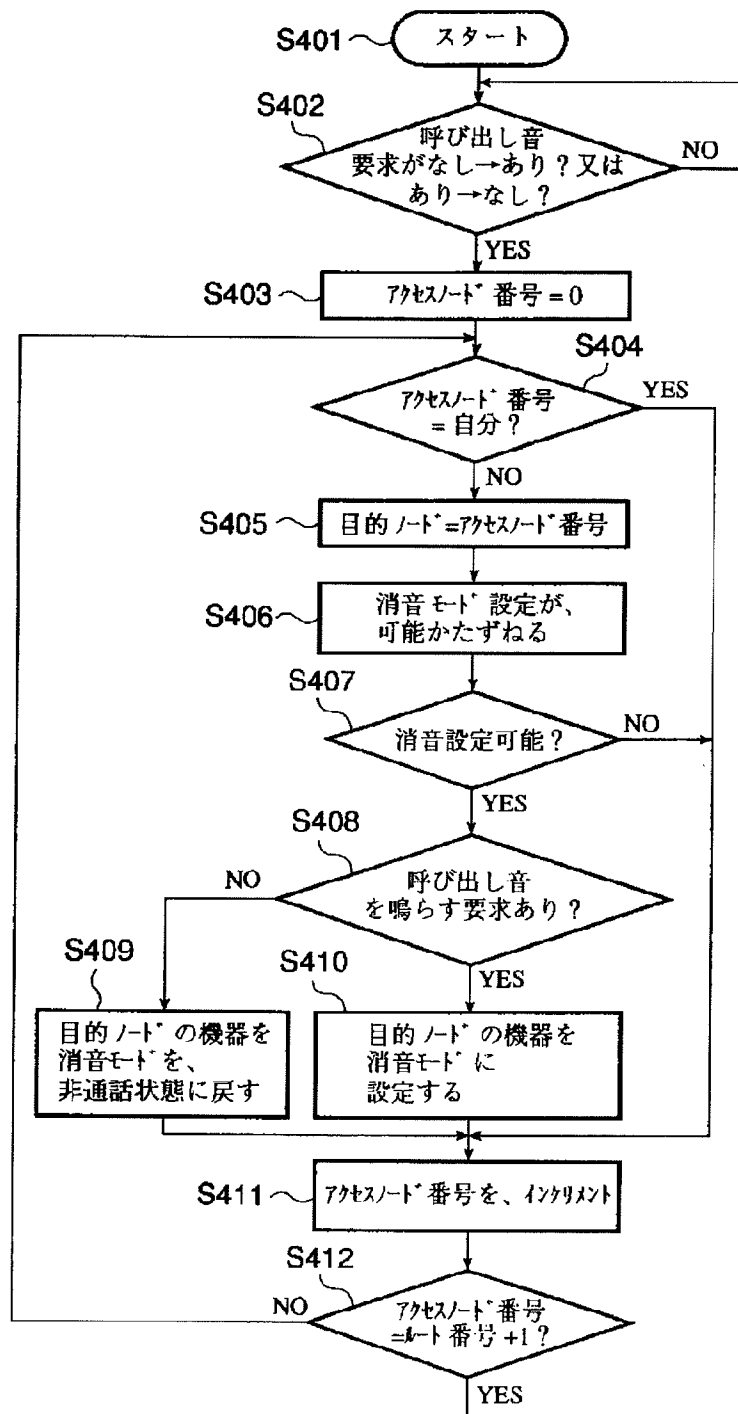 S401
スタート
S402
呼び出し音
要求がなし→あり？又は
あり→なし？
NO
YES
S403
ｱｸｾｽﾉｰﾄﾞ 番号=0
S404
ｱｸｾｽﾉｰﾄﾞ 番号
= 自分？
YES
NO
S405
目的 ﾉｰﾄﾞ=ｱｸｾｽﾉｰﾄﾞ 番号
S406
消音 ﾓｰﾄﾞ 設定が、
可能かたずねる
S407
消音設定可能？
NO
YES
S408
呼び出し音
を鳴らす要求あり？
NO
YES
S409
目的 ﾉｰﾄﾞ の機器を
消音ﾓｰﾄﾞを、
非通話状態に戻す
S410
目的 ﾉｰﾄﾞ の機器を
消音ﾓｰﾄﾞ に
設定する
S411
ｱｸｾｽﾉｰﾄﾞ 番号を、ｲﾝｸﾘﾒﾝﾄ
S412
ｱｸｾｽﾉｰﾄﾞ 番号
=ﾙｰﾄ 番号 +1？
NO
YES